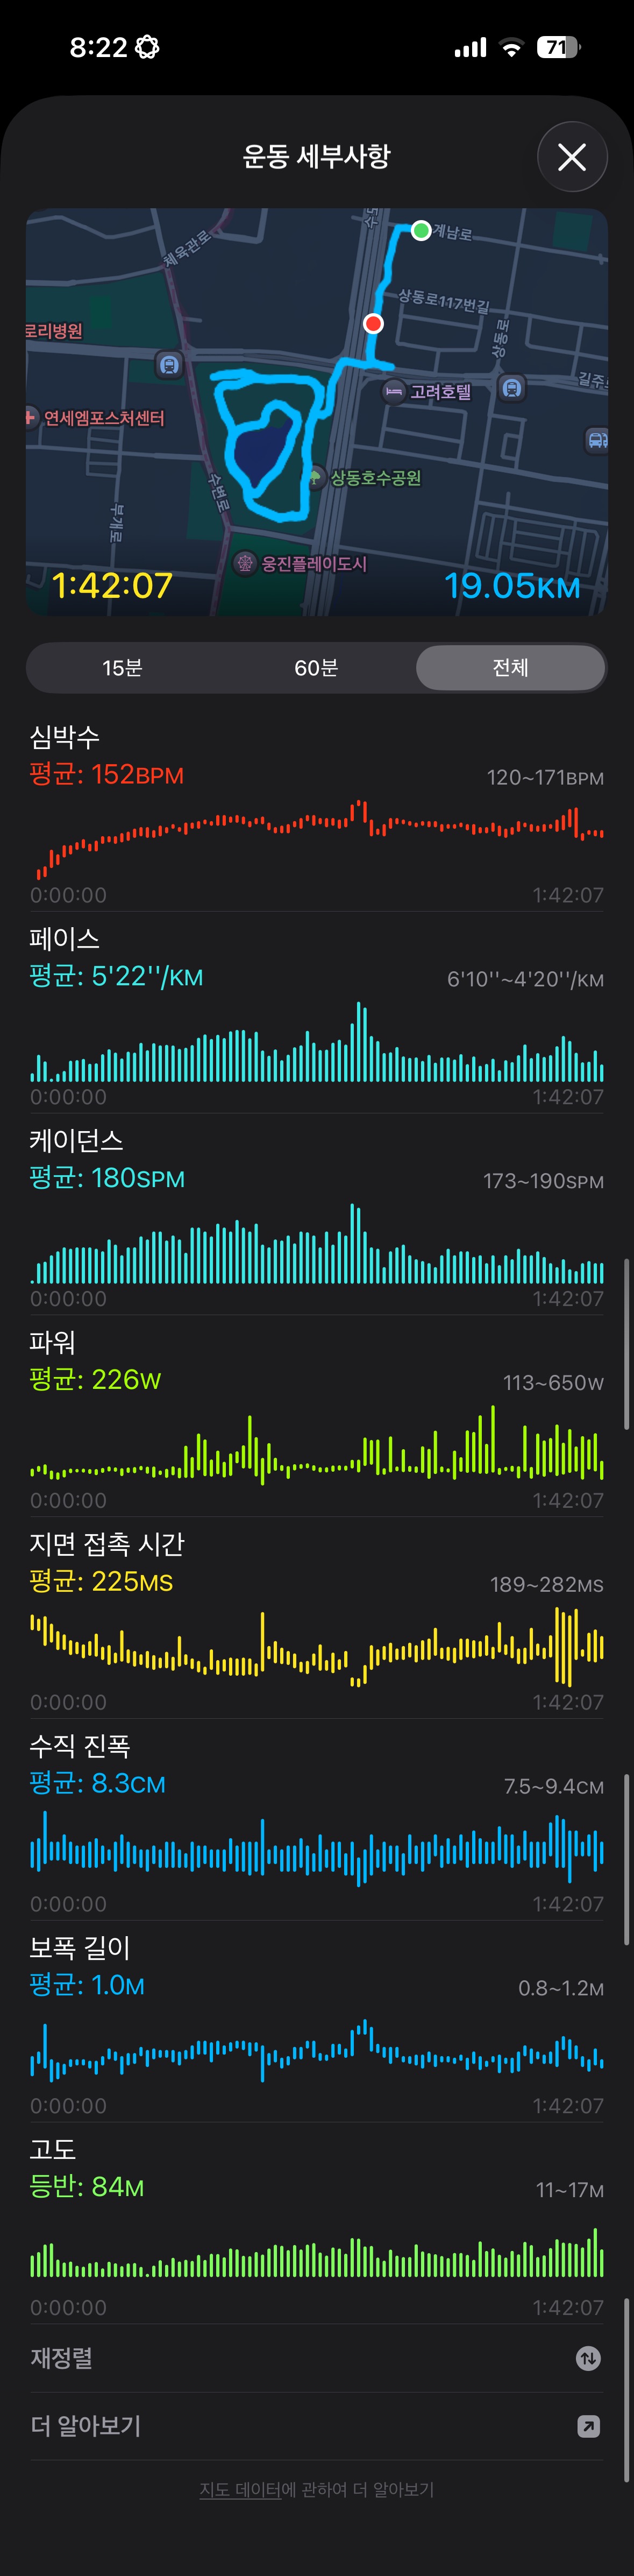 8:22
71
운동 세부사항
수도
계남로
체육관로
상동로117번길
상동로
로리병원
길주로
고려호텔
연세엠포스처센터
상동호수공원
수변로
부개로
웅진플레이도시
1:42:07
19.05KM
15분
60분
전체
심박수
평균: 152BPM
120~171BPM
0:00:00
1:42:07
페이스
평균: 5'22''/KM
6'10''~4'20''/KM
0:00:00
1:42:07
케이던스
평균: 180SPM
173~190SPM
0:00:00
1:42:07
파워
평균: 226W
113~650W
0:00:00
1:42:07
지면 접촉 시간
평균: 225MS
189~282MS
0:00:00
1:42:07
수직 진폭
평균: 8.3CM
7.5~9.4CM
0:00:00
1:42:07
보폭 길이
평균: 1.0M
0.8~1.2M
0:00:00
1:42:07
고도
등반: 84M
11~17M
0:00:00
1:42:07
재정렬
더 알아보기
지도 데이터에 관하여 더 알아보기